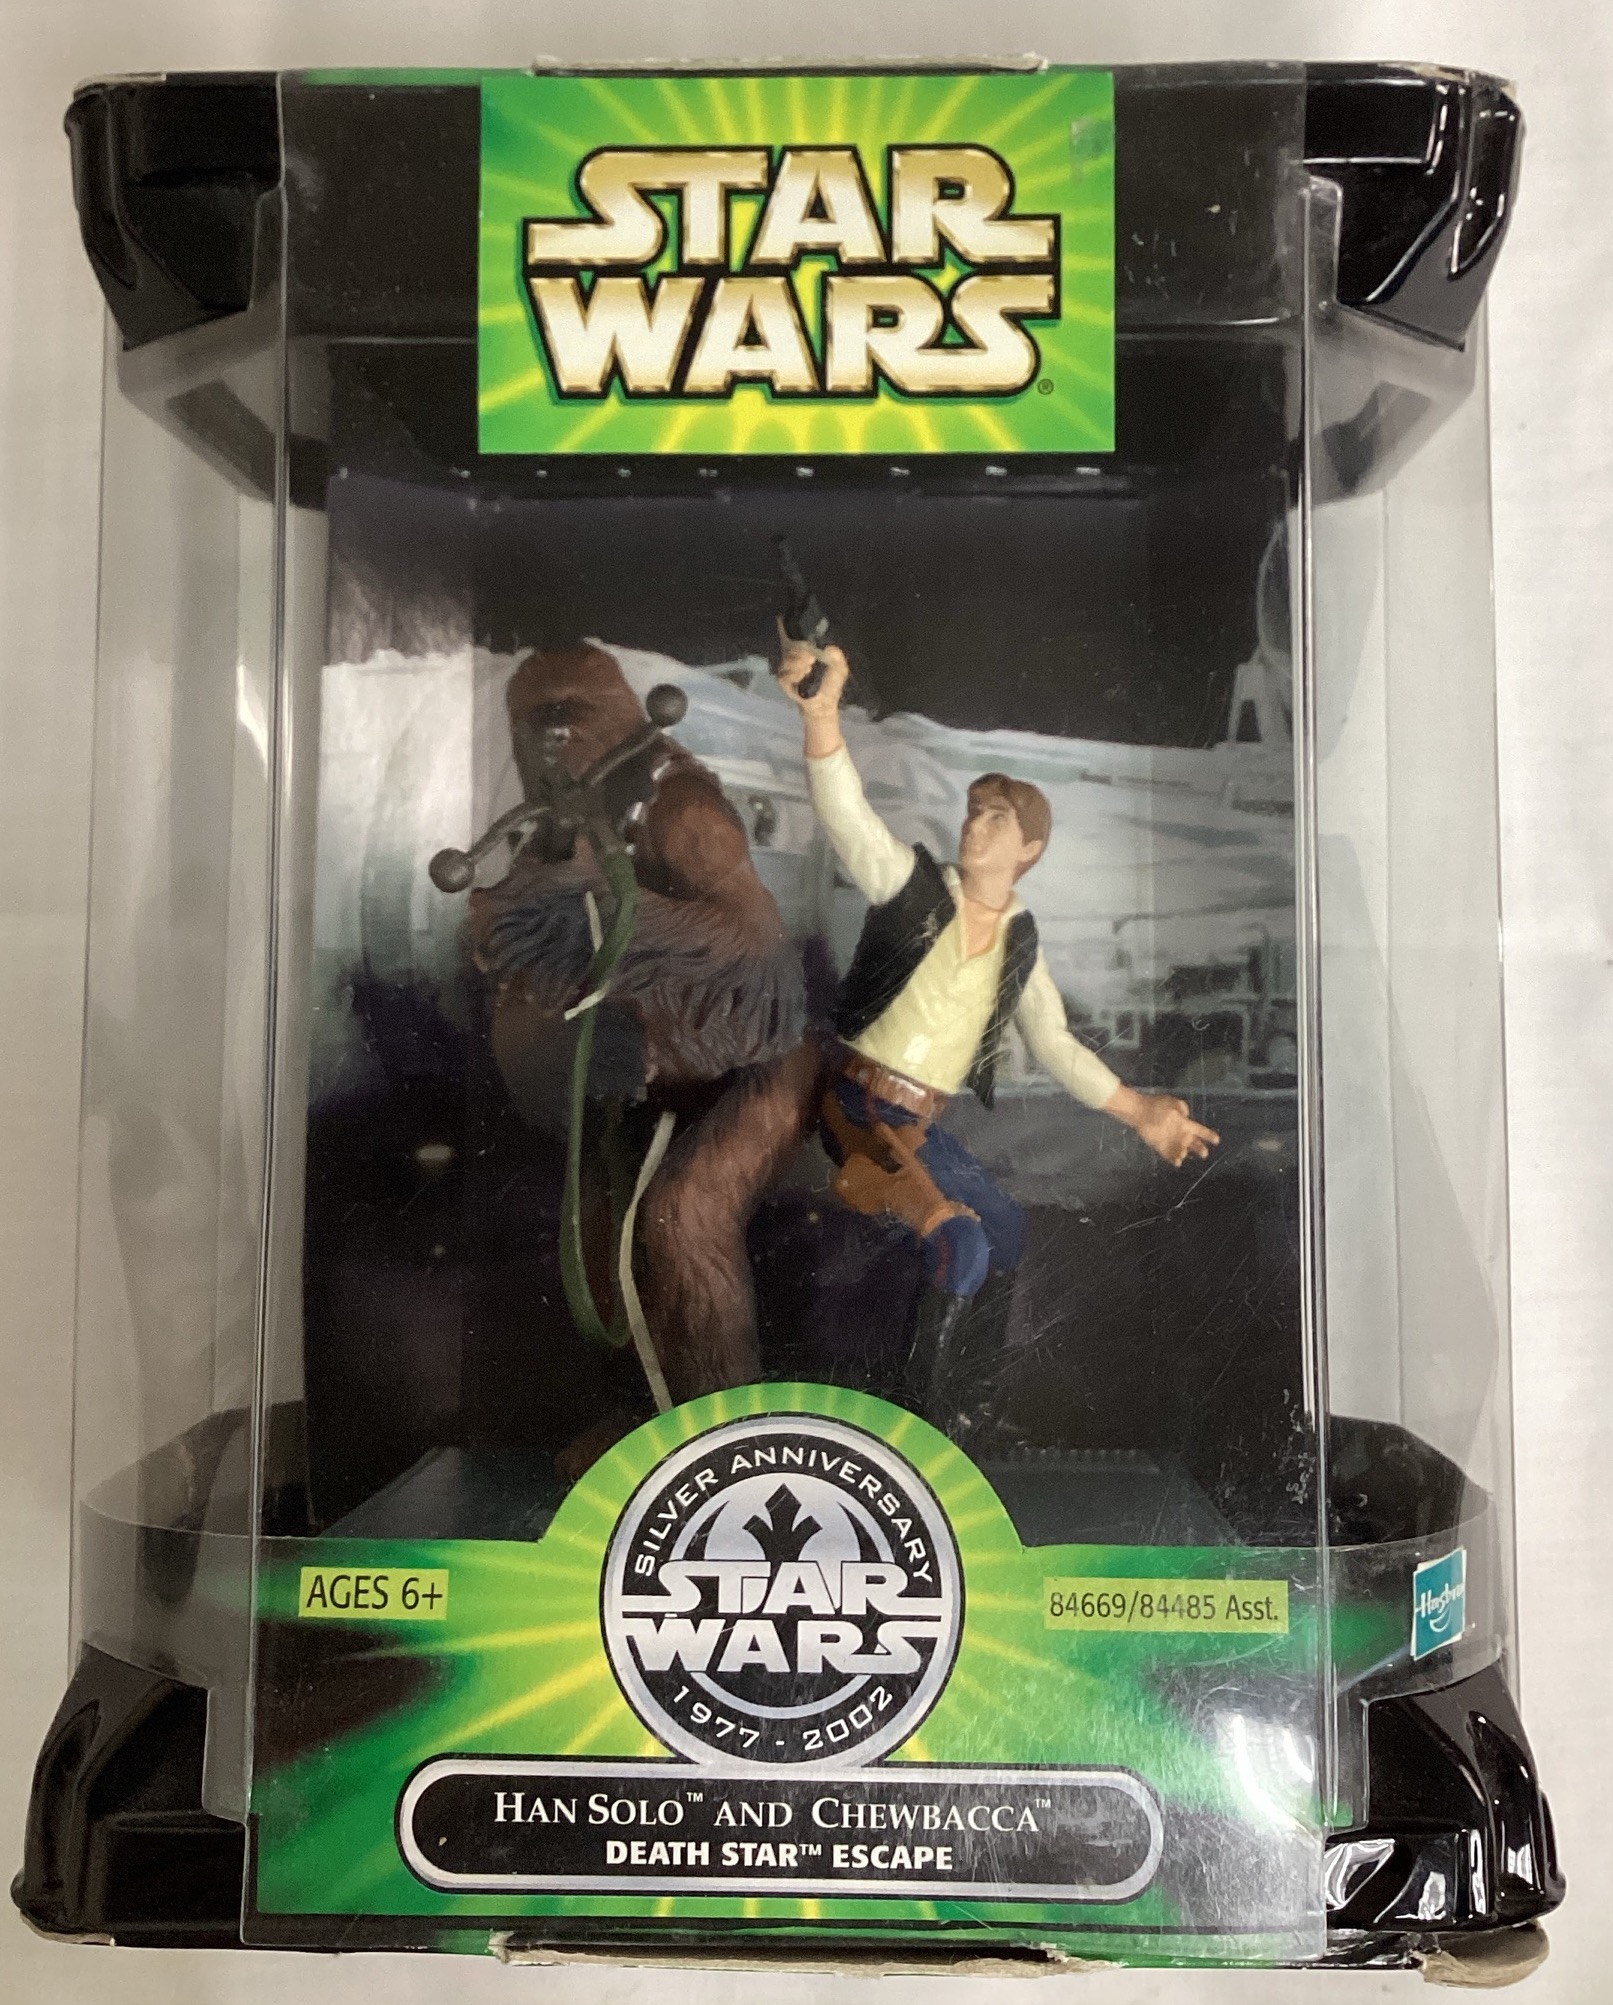 STAR
WARS®
SILVER ANNIVERSARY
STAR
WARS
1977 - 2002
AGES 6+
84669/84485 Asst.
Hasbro
HAN SOLO™ AND CHEWBACCA™
DEATH STAR™ ESCAPE